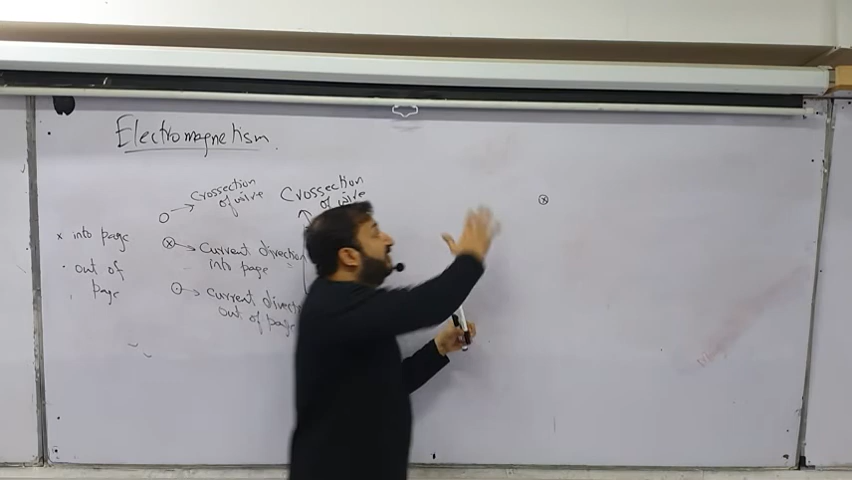 Electromagnetism.
Crossection
of wire
Crossection
of wire
x into page
Current direction
into page
. out of
page
Current direc
out of page